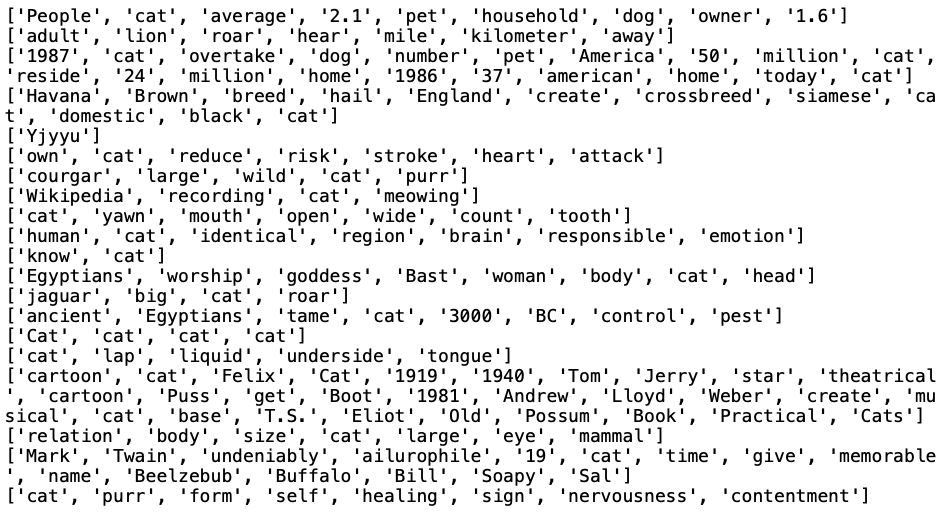 ['People', 'cat', 'average', '2.1', 'pet', 'household', 'dog', 'owner', '1.6']
['adult', 'lion', 'roar', 'hear', 'mile', 'kilometer', 'away']
['1987', 'cat', 'overtake', 'dog', 'number', 'pet', 'America', '50', 'million', 'cat',
'reside', '24', 'million', 'home', '1986', '37', 'american', 'home', 'today', 'cat']
['Havana', 'Brown', 'breed', 'hail', 'England', 'create', 'crossbreed', 'siamese', 'ca
t', 'domestic', 'black', 'cat']
['Yjyyu']
['own', 'cat', 'reduce', 'risk', 'stroke', 'heart', 'attack']
['courgar', 'large', 'wild', 'cat', 'purr']
['Wikipedia', 'recording', 'cat', 'meowing']
['cat', 'yawn', 'mouth', 'open', 'wide', 'count', 'tooth']
['human', 'cat', 'identical', 'region', 'brain', 'responsible', 'emotion']
['know', 'cat']
['Egyptians', 'worship', 'goddess', 'Bast', 'woman', 'body', 'cat', 'head']
['jaguar', 'big', 'cat', 'roar']
['ancient', 'Egyptians', 'tame', 'cat', '3000', 'BC', 'control', 'pest']
['Cat', 'cat', 'cat', 'cat']
['cat', 'lap', 'liquid', 'underside', 'tongue']
['cartoon', 'cat', 'Felix', 'Cat', '1919', '1940', 'Tom', 'Jerry', 'star', 'theatrical
', 'cartoon', 'Puss', 'get', 'Boot', '1981', 'Andrew', 'Lloyd', 'Weber', 'create', 'mu
sical', 'cat', 'base', 'T.S.', 'Eliot', 'Old', 'Possum', 'Book', 'Practical', 'Cats']
['relation', 'body', 'size', 'cat', 'large', 'eye', 'mammal']
['Mark', 'Twain', 'undeniably', 'ailurophile', '19', 'cat', 'time', 'give', 'memorable
', 'name', 'Beelzebub', 'Buffalo', 'Bill', 'Soapy', 'Sal']
['cat', 'purr', 'form', 'self', 'healing', 'sign', 'nervousness', 'contentment']